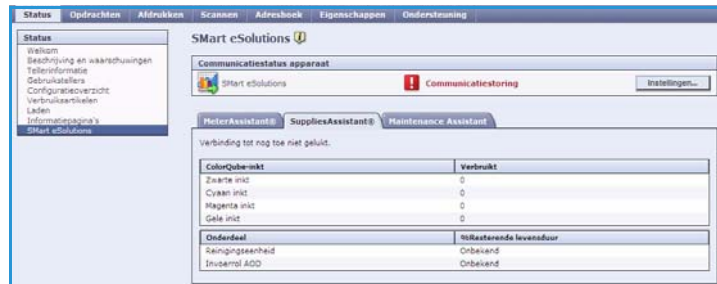 Status Opdrachten Afdrukken Scannen Adresboek Eigenschappen Ondersteuning
Status
Welkom
Beschrijving en waarschuwingen
Tellerinformatie
Gebruikstellers
Configuratieoverzicht
Verbruiksartikelen
Laden
Informatiepagina's
SMart eSolutions
SMart eSolutions
Communicatiestatus apparaat
SMart eSolutions Communicatiestoring Instellingen...
MeterAssistant® SuppliesAssistant® Maintenance Assistant
Verbinding tot nog toe niet gelukt.
ColorQube-inkt Verbruikt
Zwarte inkt 0
Cyaan inkt 0
Magenta inkt 0
Gele inkt 0
Onderdeel %Resterende levensduur
Reinigingseenheid Onbekend
Invoerrol AOD Onbekend